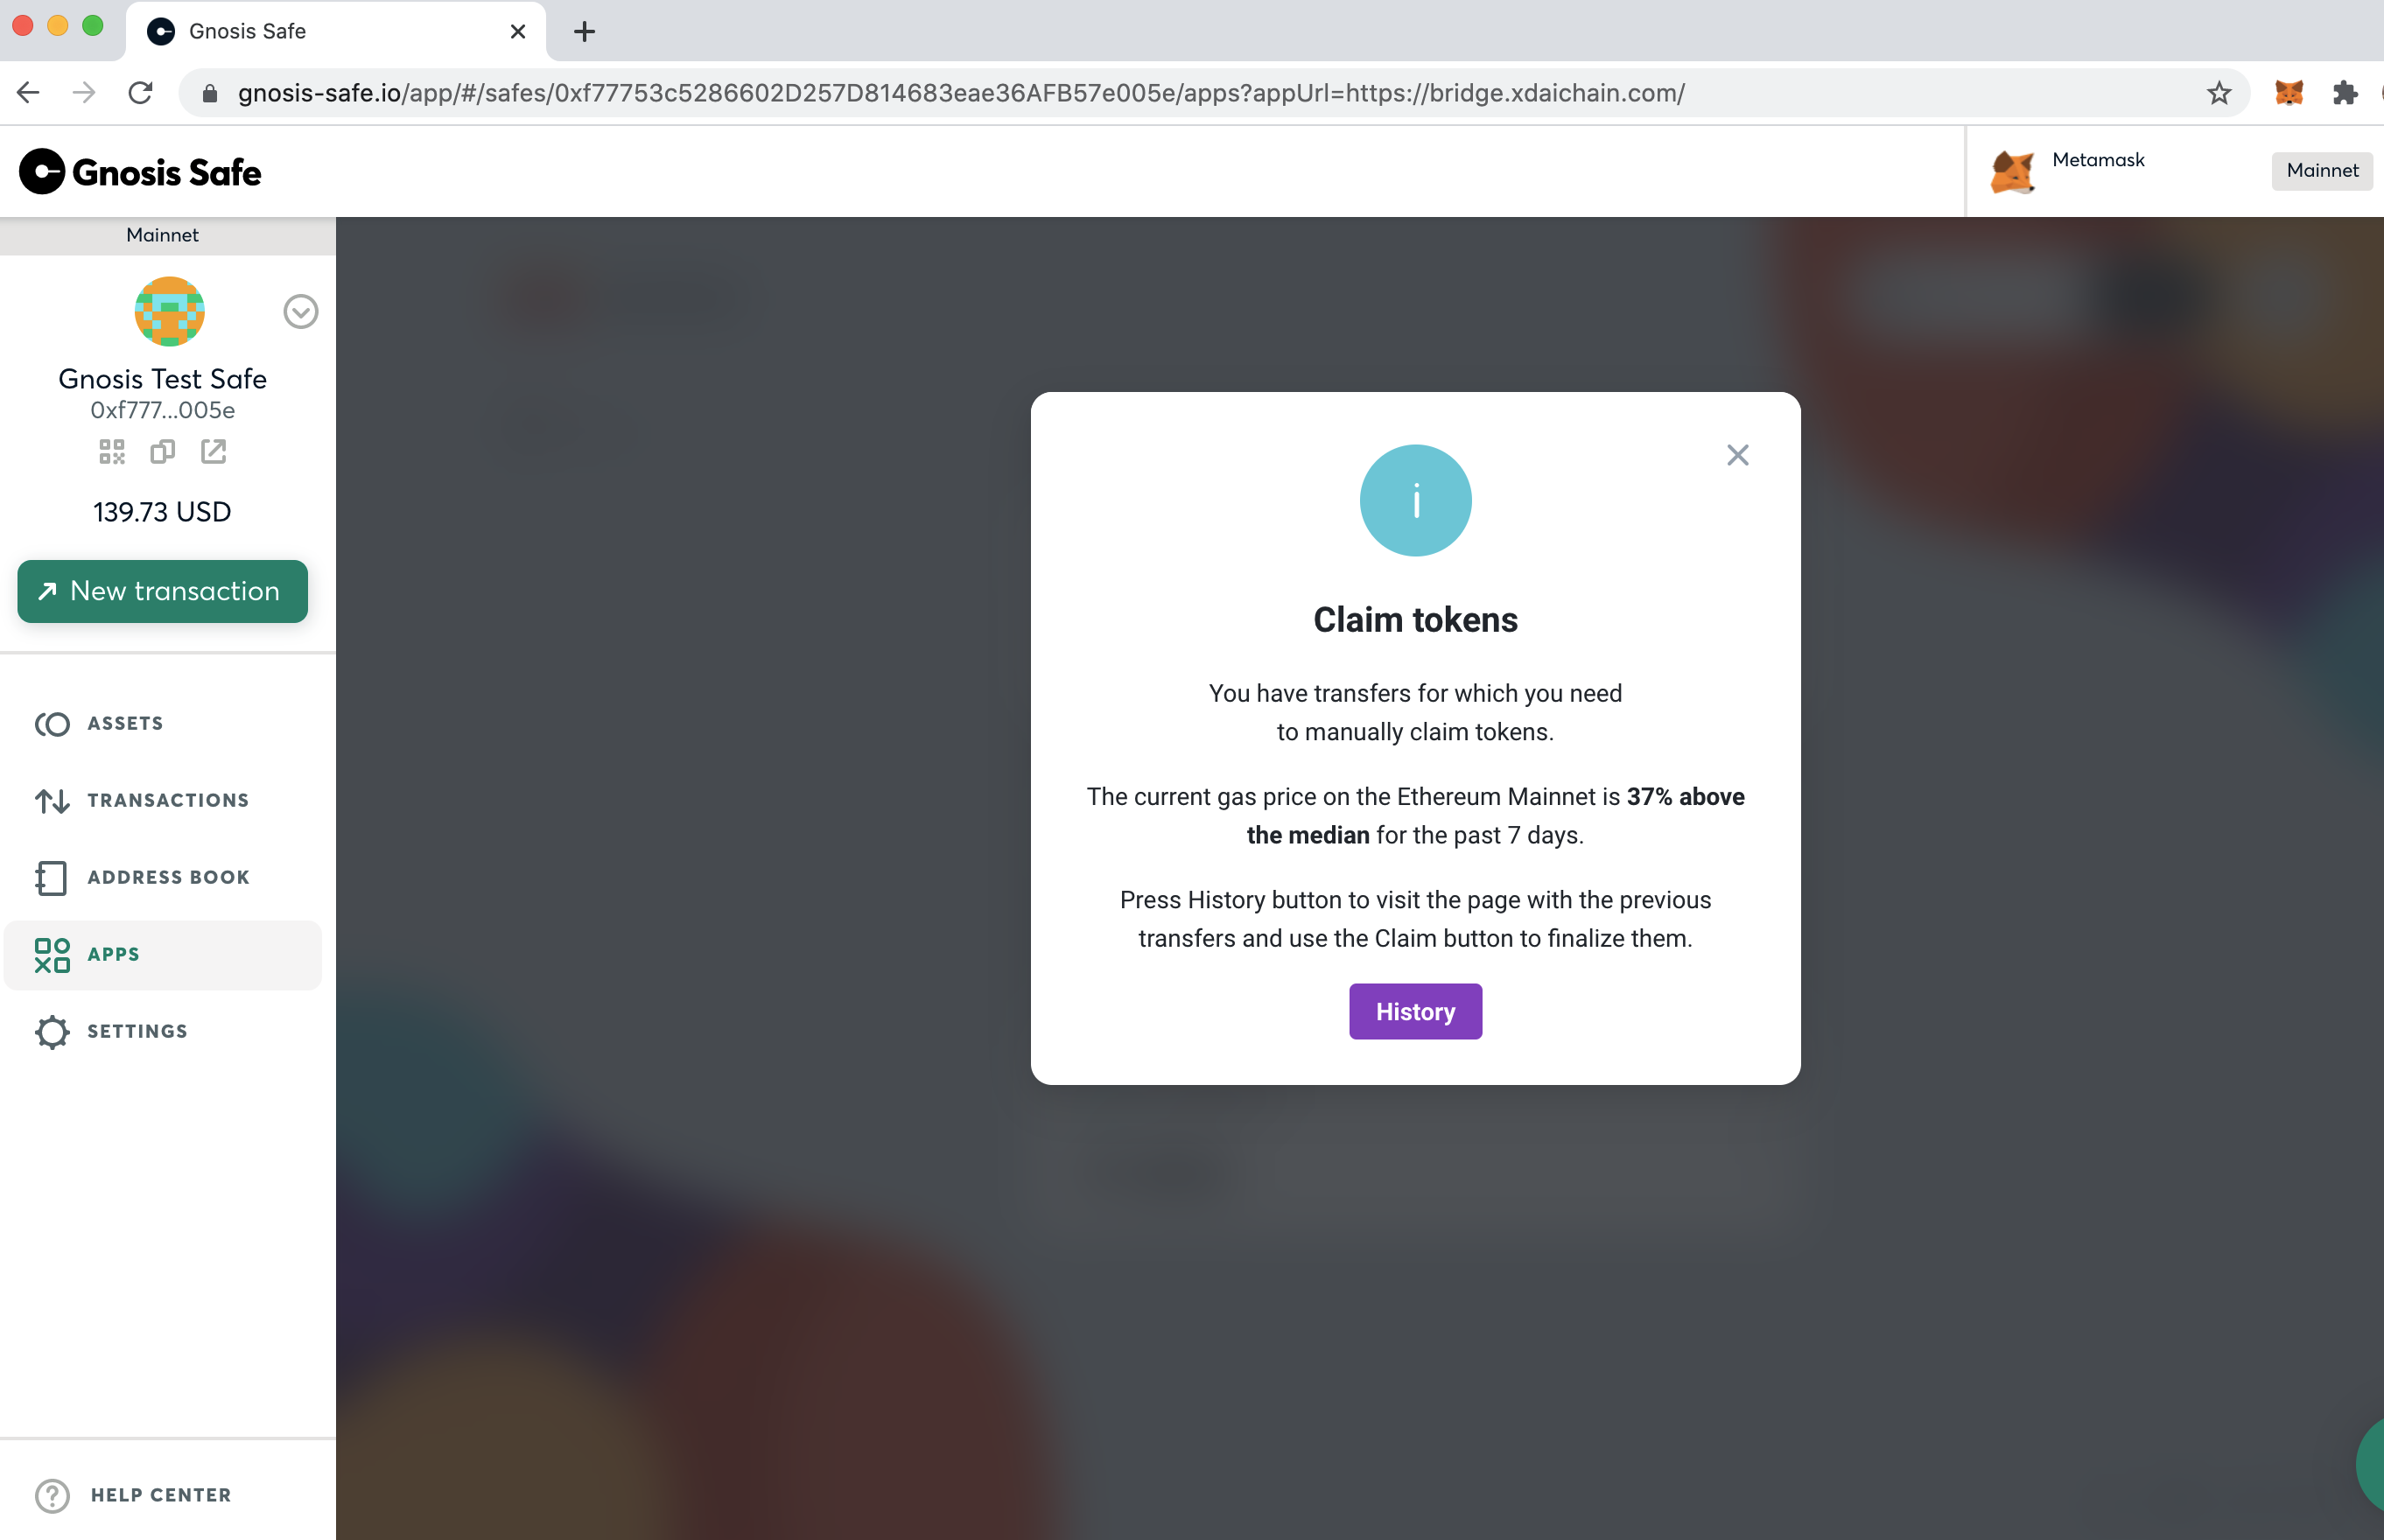 Gnosis Safe
gnosis-safe.io/app/#/safes/0xf77753c5286602D257D814683eae36AFB57e005e/apps?appUrl=https://bridge.xdaichain.com/
Gnosis Safe
Metamask
Mainnet
Mainnet
Gnosis Test Safe
0xf777...005e
139.73 USD
New transaction
ASSETS
TRANSACTIONS
ADDRESS BOOK
APPS
SETTINGS
HELP CENTER
i
Claim tokens
You have transfers for which you need
to manually claim tokens.
The current gas price on the Ethereum Mainnet is 37% above
the median for the past 7 days.
Press History button to visit the page with the previous
transfers and use the Claim button to finalize them.
History